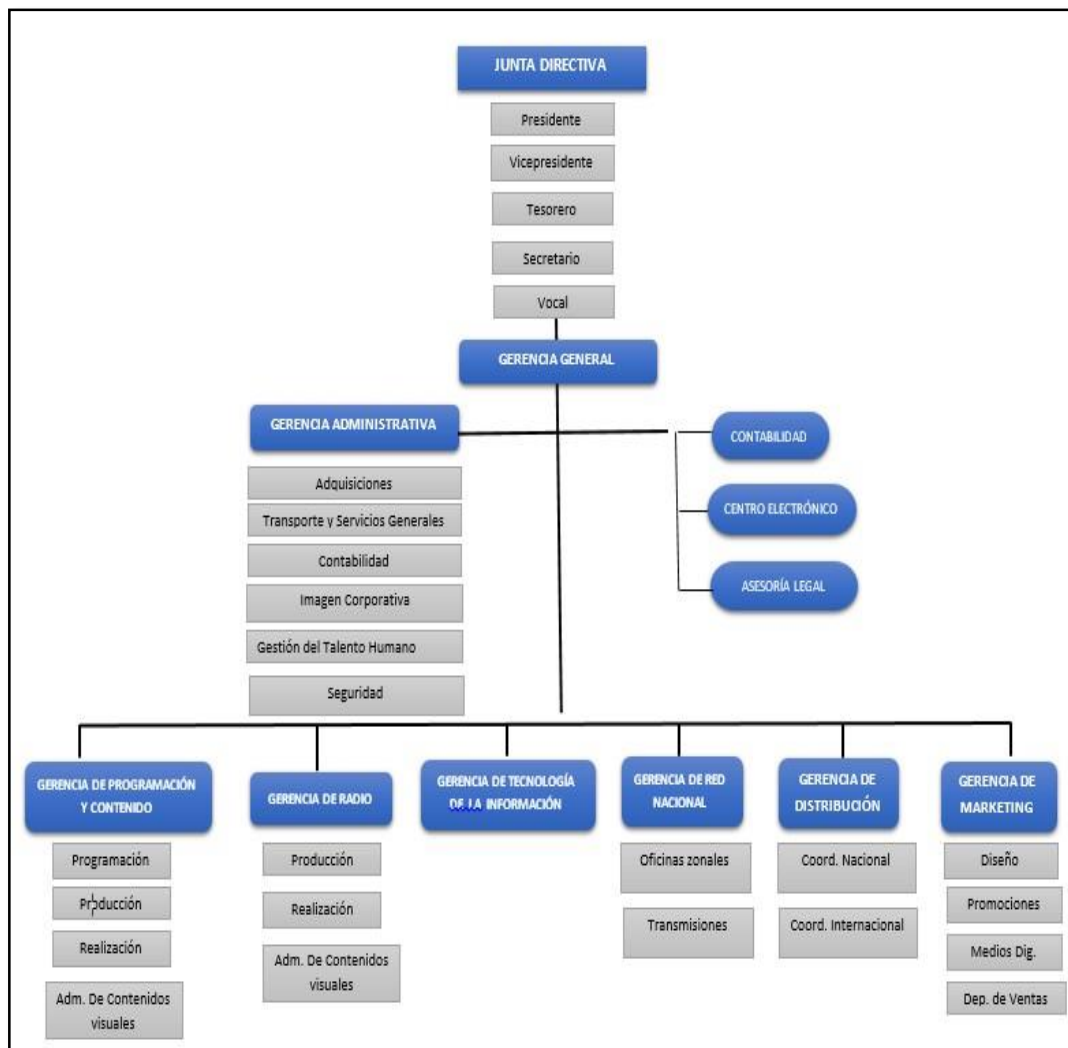 JUNTA DIRECTIVA
Presidente
Vicepresidente
Tesorero
Secretario
Vocal
GERENCIA GENERAL
GERENCIA ADMINISTRATIVA
Adquisiciones
Transporte y Servicios Generales
Contabilidad
Imagen Corporativa
Gestión del Talento Humano
Seguridad
CONTABILIDAD
CENTRO ELECTRÓNICO
ASESORÍA LEGAL
GERENCIA DE PROGRAMACIÓN
Y CONTENIDO
Programación
Producción
Realización
Adm. De Contenidos
visuales
GERENCIA DE RADIO
Producción
Realización
Adm. De Contenidos
visuales
GERENCIA DE TECNOLOGÍA
DE LA INFORMACIÓN
GERENCIA DE RED
NACIONAL
Oficinas zonales
Transmisiones
GERENCIA DE
DISTRIBUCIÓN
Coord. Nacional
Coord. Internacional
GERENCIA DE
MARKETING
Diseño
Promociones
Medios Dig.
Dep. de Ventas